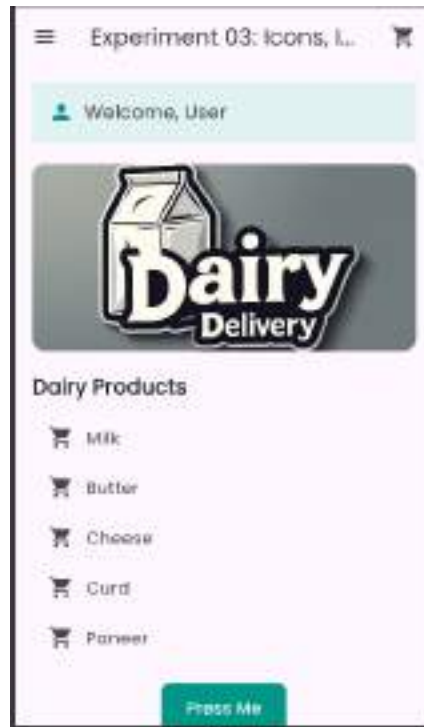 Experiment 03: Icons, I...
Welcome, User
Dairy
Delivery
Dairy Products
Milk
Butter
Cheese
Curd
Paneer
Press Me